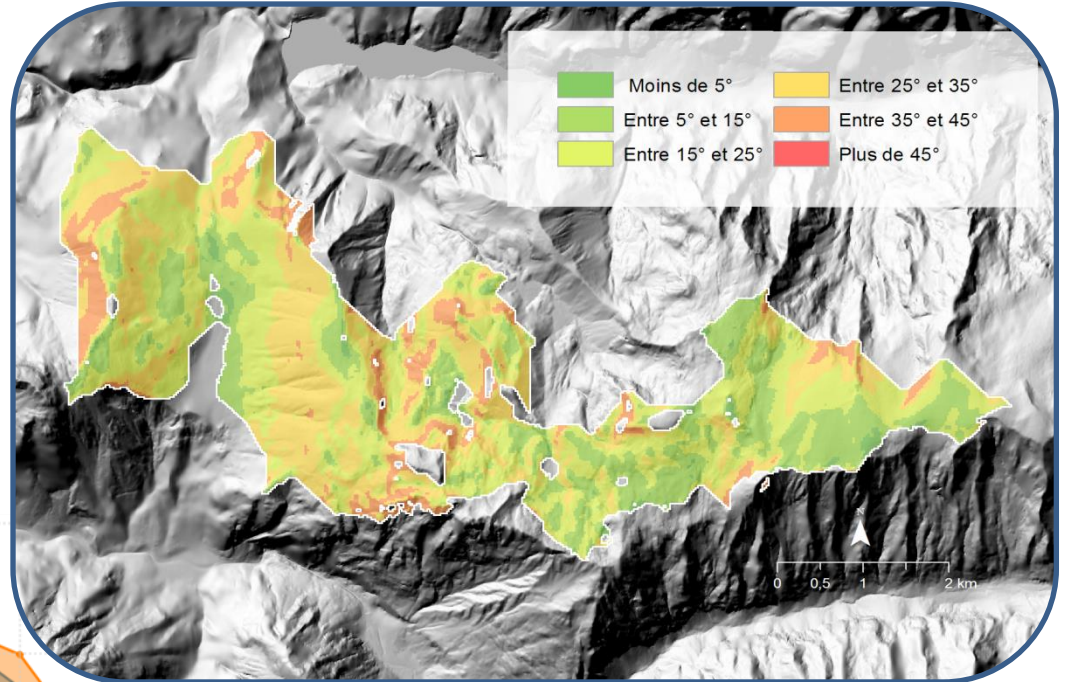 Moins de 5°
Entre 5° et 15°
Entre 15° et 25°
Entre 25° et 35°
Entre 35° et 45°
Plus de 45°
0 0,5 1 2 km